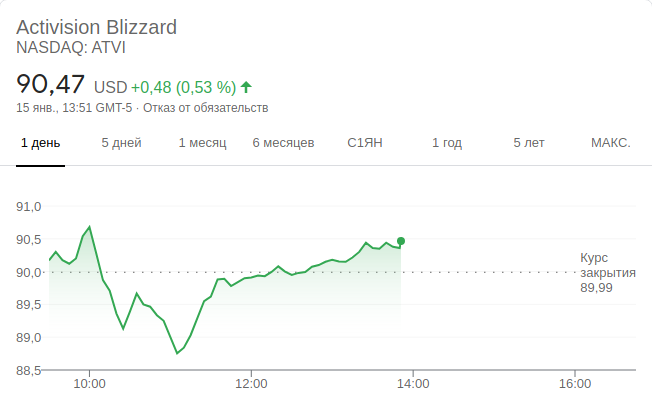 Activision Blizzard
NASDAQ: ATVI
90,47 USD +0,48 (0,53 %)
15 янв., 13:51 GMT-5 · Отказ от обязательств
1 день 5 дней 1 месяц 6 месяцев С1ЯН 1 год 5 лет МАКС.
91,0
90,5
90,0
89,5
89,0
88,5
Курс
закрытия
89,99
10:00 12:00 14:00 16:00